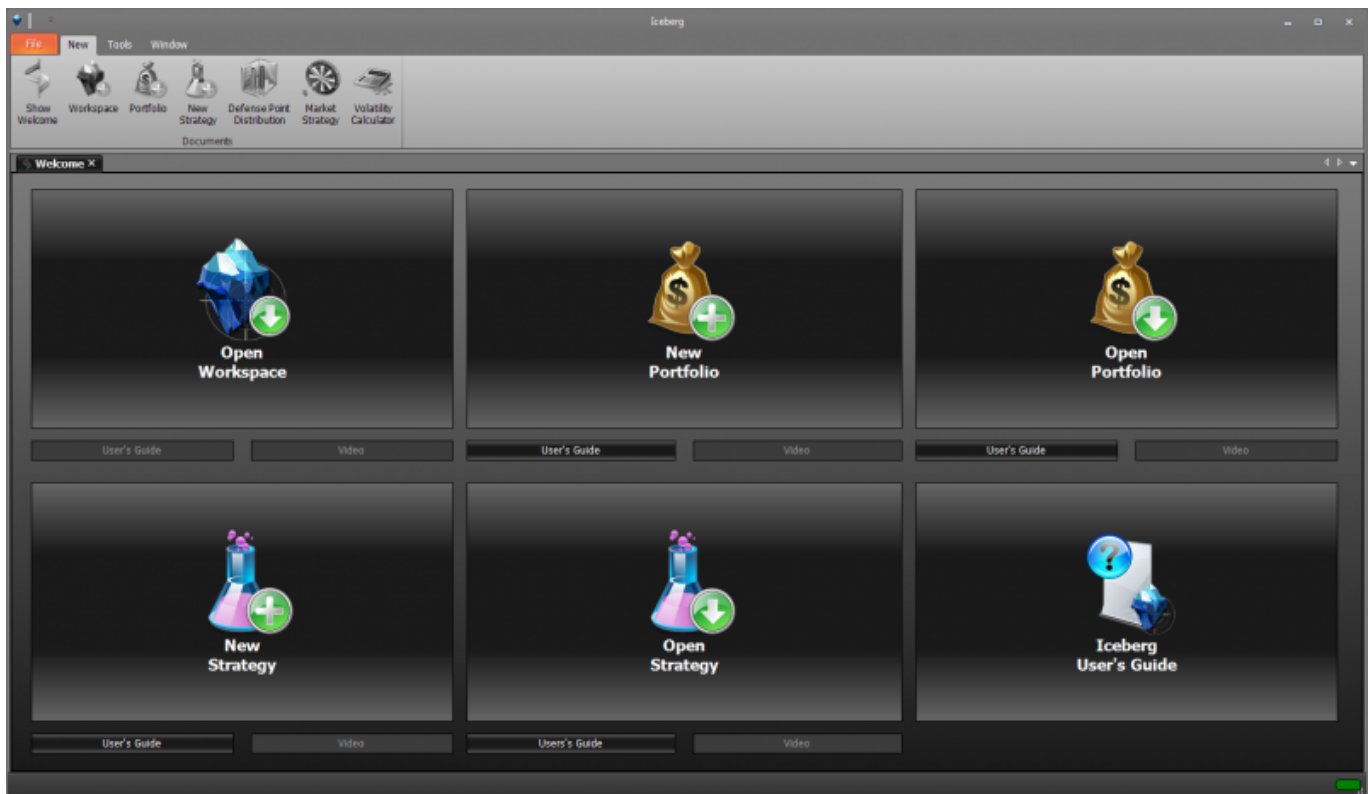 Iceberg
File New Tools Window
Show Welcome
Workspace
Portfolio
New Strategy
Defense Point Distribution
Market Strategy
Volatility Calculator
Documents
Welcome
Open
Workspace
New
Portfolio
Open
Portfolio
User's Guide Video User's Guide Video User's Guide Video
New
Strategy
Open
Strategy
Iceberg
User's Guide
User's Guide Video Users's Guide Video